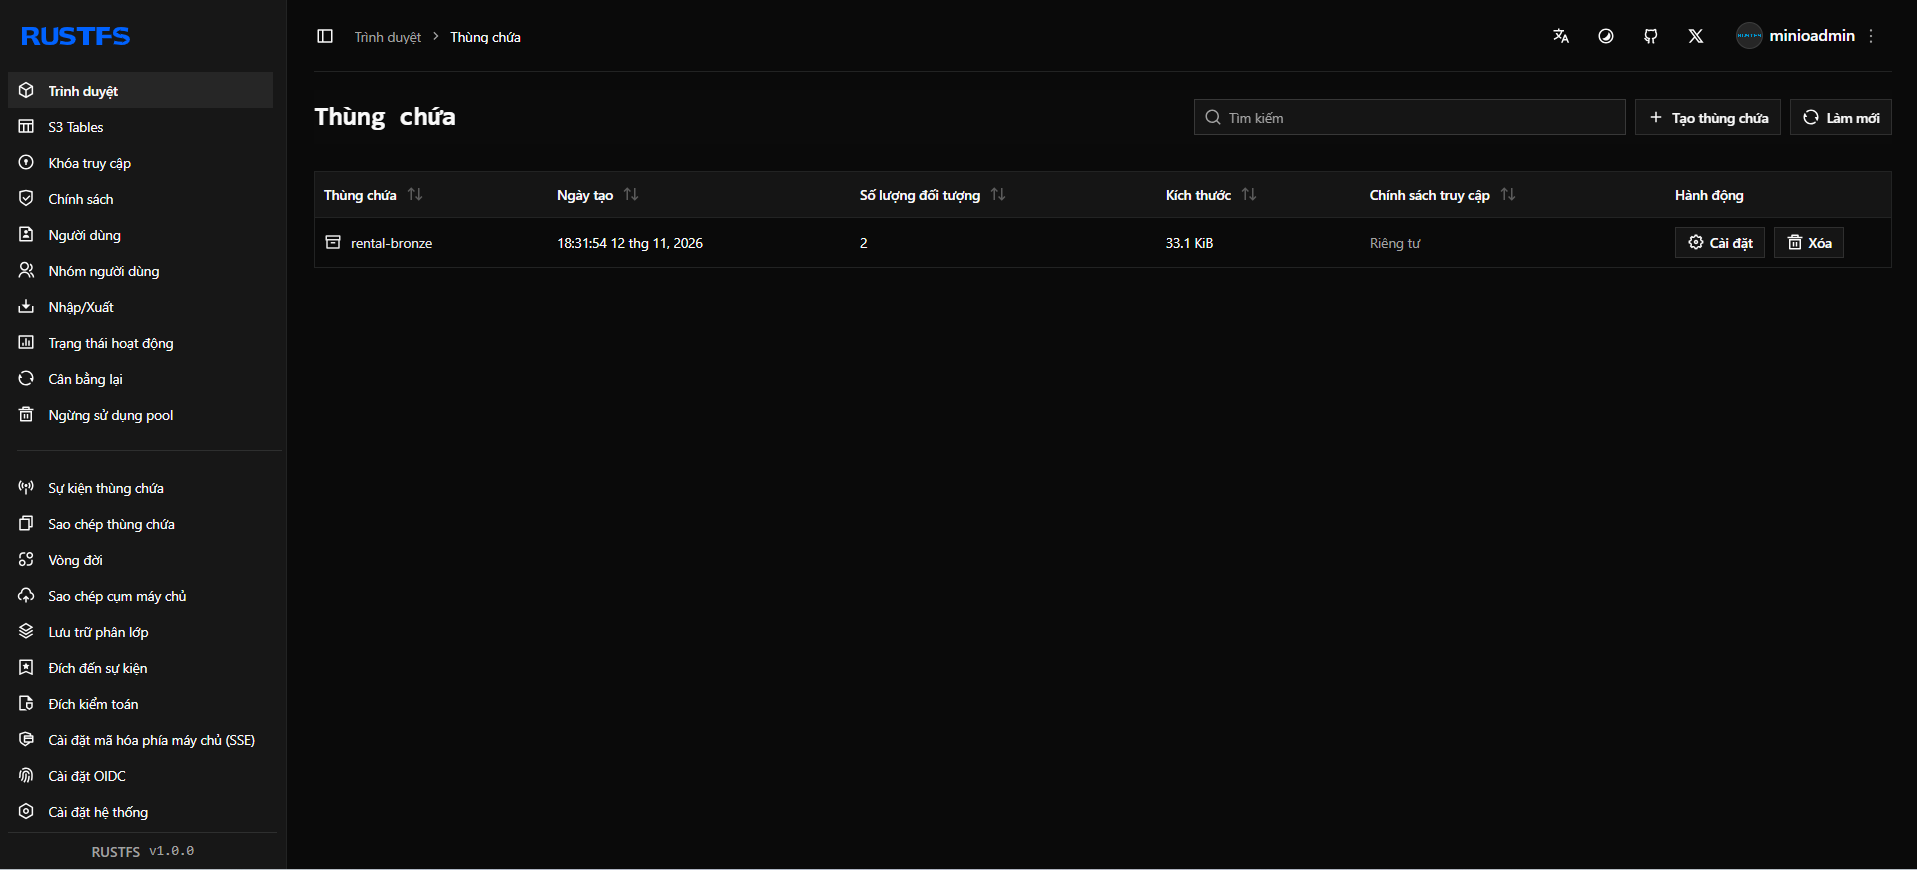 RUSTFS
Trình duyệt
S3 Tables
Khóa truy cập
Chính sách
Người dùng
Nhóm người dùng
Nhập/Xuất
Trạng thái hoạt động
Cân bằng lại
Ngừng sử dụng pool
Sự kiện thùng chứa
Sao chép thùng chứa
Vòng đời
Sao chép cụm máy chủ
Lưu trữ phân lớp
Đích đến sự kiện
Đích kiểm toán
Cài đặt mã hóa phía máy chủ (SSE)
Cài đặt OIDC
Cài đặt hệ thống
RUSTFS v1.0.0
Trình duyệt > Thùng chứa
minioadmin
Thùng chứa
Tìm kiếm
Tạo thùng chứa
Làm mới
Thùng chứa Ngày tạo Số lượng đối tượng Kích thước Chính sách truy cập Hành động
rental-bronze 18:31:54 12 thg 11, 2026 2 33.1 KiB Riêng tư Cài đặt Xóa